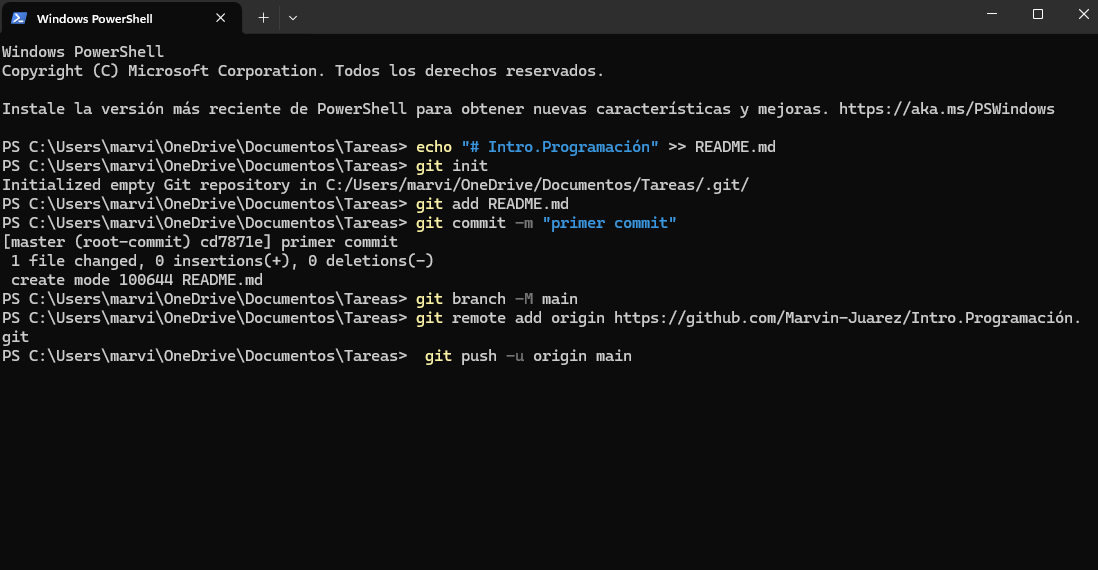 Windows PowerShell
Windows PowerShell
Copyright (C) Microsoft Corporation. Todos los derechos reservados.
Instale la versión más reciente de PowerShell para obtener nuevas características y mejoras. https://aka.ms/PSWindows
PS C:\Users\marvi\OneDrive\Documentos\Tareas> echo "# Intro.Programación" >> README.md
PS C:\Users\marvi\OneDrive\Documentos\Tareas> git init
Initialized empty Git repository in C:/Users/marvi/OneDrive/Documentos/Tareas/.git/
PS C:\Users\marvi\OneDrive\Documentos\Tareas> git add README.md
PS C:\Users\marvi\OneDrive\Documentos\Tareas> git commit -m "primer commit"
[master (root-commit) cd7871e] primer commit
 1 file changed, 0 insertions(+), 0 deletions(-)
 create mode 100644 README.md
PS C:\Users\marvi\OneDrive\Documentos\Tareas> git branch -M main
PS C:\Users\marvi\OneDrive\Documentos\Tareas> git remote add origin https://github.com/Marvin-Juarez/Intro.Programación.
git
PS C:\Users\marvi\OneDrive\Documentos\Tareas>  git push -u origin main